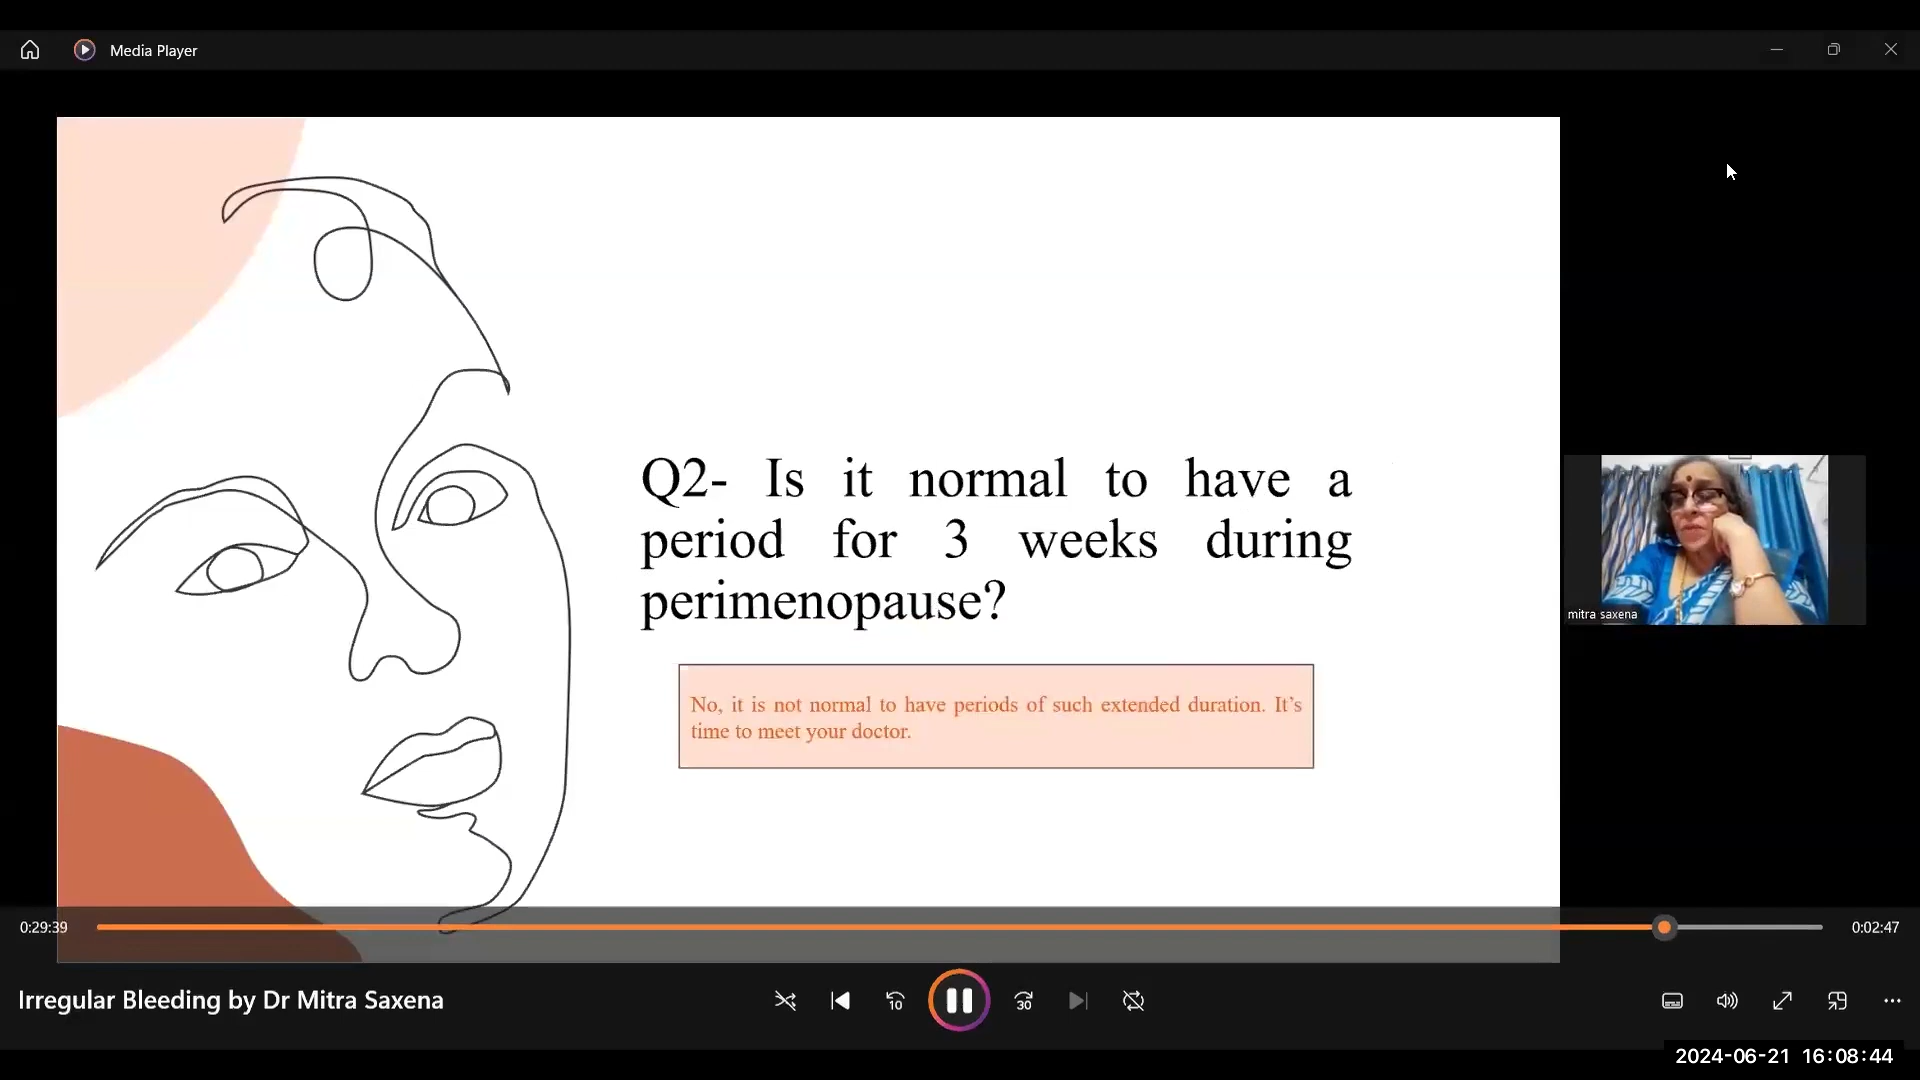 Media Player
Q2- Is it normal to have a
period for 3 weeks during
perimenopause?
No, it is not normal to have periods of such extended duration. It’s
time to meet your doctor.
mitra saxena
0:29:39
0:02:47
Irregular Bleeding by Dr Mitra Saxena
10
30
2024-06-21 16:08:44